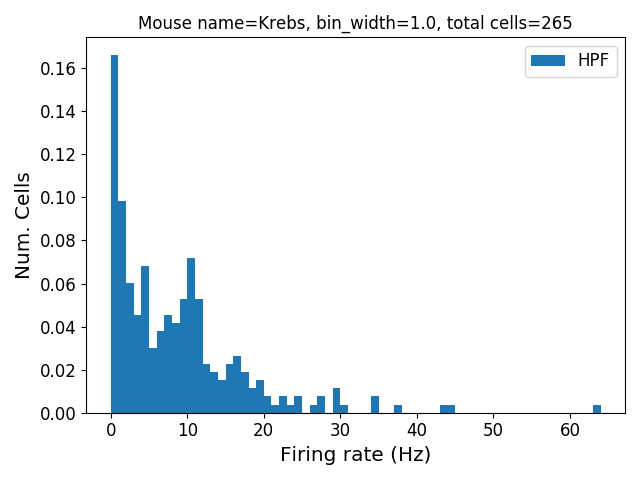 Mouse name=Krebs, bin_width=1.0, total cells=265
HPF
Num. Cells
0.16
0.14
0.12
0.10
0.08
0.06
0.04
0.02
0.00
0 10 20 30 40 50 60
Firing rate (Hz)